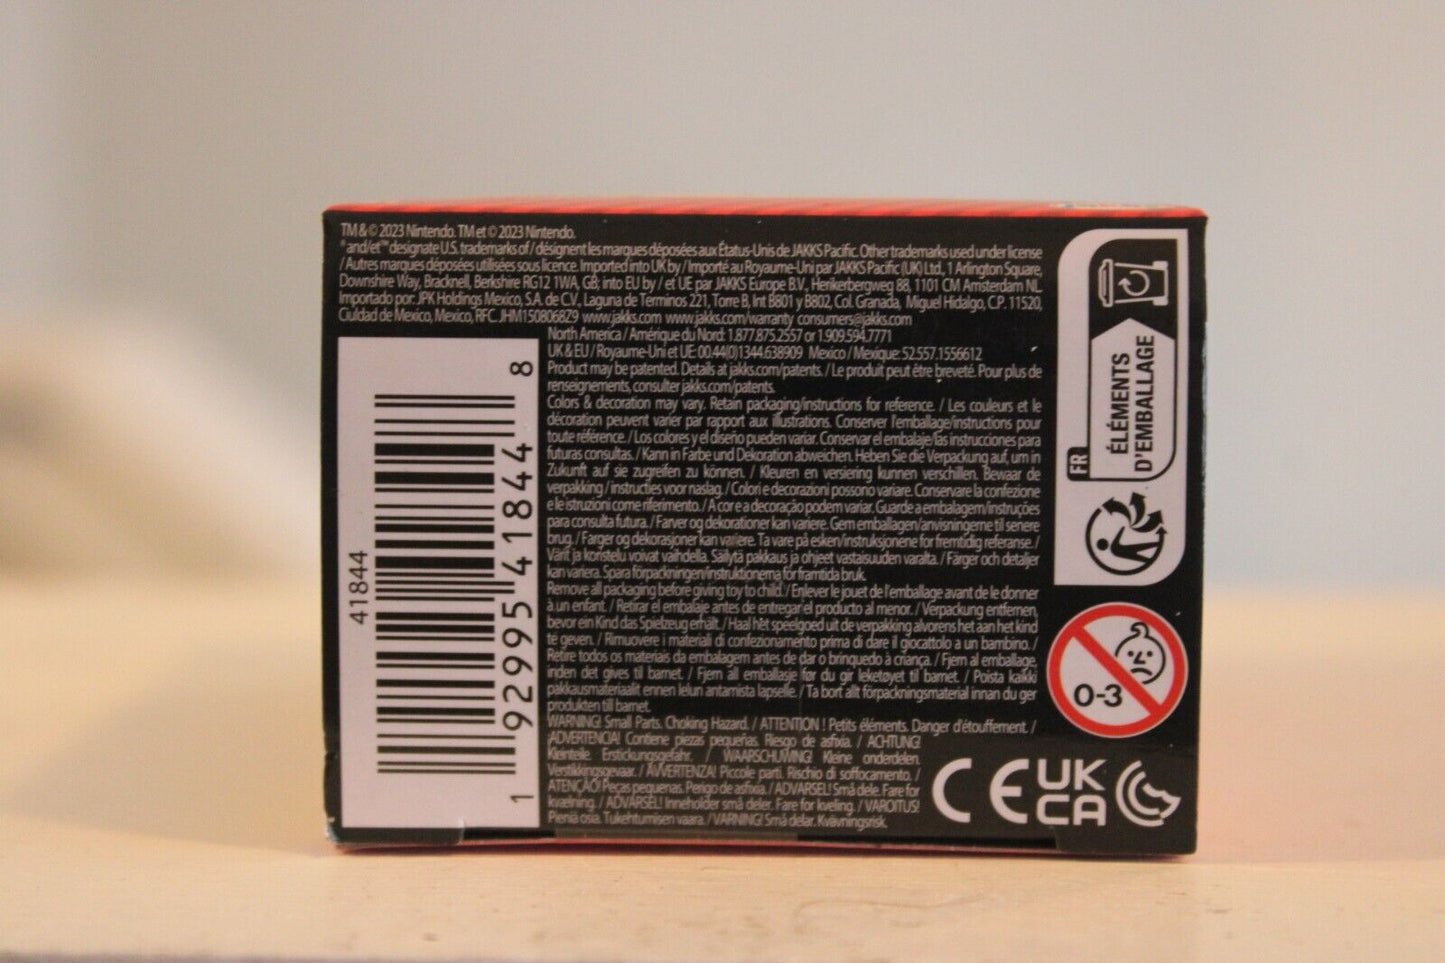 TM & © 2023 Nintendo. TM et © 2023 Nintendo.
® and/et ™ designate U.S. trademarks of / désignent les marques déposées aux États-Unis de JAKKS Pacific. Other trademarks used under license
/ Autres marques déposées utilisées sous licence. Imported into UK by / Importé au Royaume-Uni par JAKKS Pacific (UK) Ltd., 1 Arlington Square,
Downshire Way, Bracknell, Berkshire RG12 1WA, GB; into EU by / et UE par JAKKS Europe B.V., Herikerbergweg 88, 1101 CM Amsterdam NL.
Importado por: JPK Holdings Mexico, S.A. de C.V., Laguna de Terminos 221, Torre B, Int B801 y B802, Col. Granada, Miguel Hidalgo, C.P. 11520,
Ciuldad de Mexico, Mexico, RFC. JHM150806829 www.jakks.com www.jakks.com/warranty consumers@jakks.com
North America / Amérique du Nord: 1.877.875.2557 or 1.909.594.7771
UK & EU / Royaume-Uni et UE: 00.44(0)1344.638909 Mexico / Mexique: 52.557.1556612
Product may be patented. Details at jakks.com/patents. / Le produit peut être breveté. Pour plus de
renseignements, consulter jakks.com/patents.
Colors & decoration may vary. Retain packaging/instructions for reference. / Les couleurs et le
décoration peuvent varier par rapport aux illustrations. Conserver l'emballage/instructions pour
toute référence. / Los colores y el diseño pueden variar. Conservar el embalaje/las instrucciones para
futuras consultas. / Kann in Farbe und Dekoration abweichen. Heben Sie die Verpackung auf, um in
Zukunft auf sie zugreifen zu können. / Kleuren en versiering kunnen verschillen. Bewaar de
verpakking / instructies voor naslag. / Colori e decorazioni possono variare. Conservare la confezione
e le istruzioni come riferimento. / A cor e a decoração podem variar. Guarde a embalagem/instruções
para consulta futura. / Farver og dekorationer kan variere. Gem emballagen/anvisningerne til senere
brug. / Farger og dekorasjoner kan variere. Ta vare på esken/instruksjonene for fremtidig referanse. /
Värit ja koristelu voivat vaihdella. Säilytä pakkaus ja ohjeet vastaisuuden varalta. / Färger och detaljer
kan variera. Spara förpackningen/instruktionerna för framtida bruk.
Remove all packaging before giving toy to child. / Enlever le jouet de l'emballage avant de le donner
à un enfant. / Retirar el embalaje antes de entregar el producto al menor. / Verpackung entfernen,
bevor ein Kind das Spielzeug erhält. / Haal hét speelgoed uit de verpakking alvorens het aan het kind
te geven. / Rimuovere i materiali di confezionamento prima di dare il giocattolo a un bambino. /
Retire todos os materiais da embalagem antes de dar o brinquedo à criança. / Fjern al emballage,
inden det gives til barnet. / Fjern all emballasje før du gir leketøyet til barnet. / Poista kaikki
pakkausmateriaalit ennen lelun antamista lapselle. / Ta bort allt förpackningsmaterial innan du ger
produkten till barnet.
WARNING! Small Parts. Choking Hazard. / ATTENTION ! Petits éléments. Danger d'étouffement. /
¡ADVERTENCIA! Contiene piezas pequeñas. Riesgo de asfixia. / ACHTUNG!
Kleinteile. Erstickungsgefahr. / WAARSCHUWING! Kleine onderdelen.
Verstikkingsgevaar. / AVVERTENZA! Piccole parti. Rischio di soffocamento. /
ATENÇÃO! Peças pequenas. Perigo de asfixia. / ADVARSEL! Små dele. Fare for
kvælning. / ADVARSEL! Inneholder små deler. Fare for kveling. / VAROITUS!
Pieniä osia. Tukehtumisen vaara. / VARNING! Små delar. Kvävningsrisk.
41844
1 92995 41844 8
FR
ÉLÉMENTS
D'EMBALLAGE
0-3
CE
UK
CA